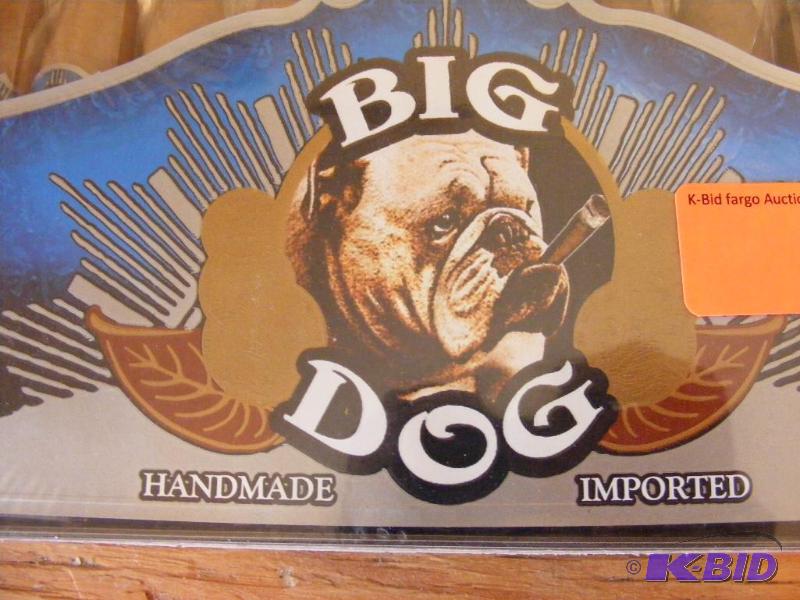 BIG
K-Bid fargo Auctio
DOG
HANDMADE
IMPORTED
© K-BID